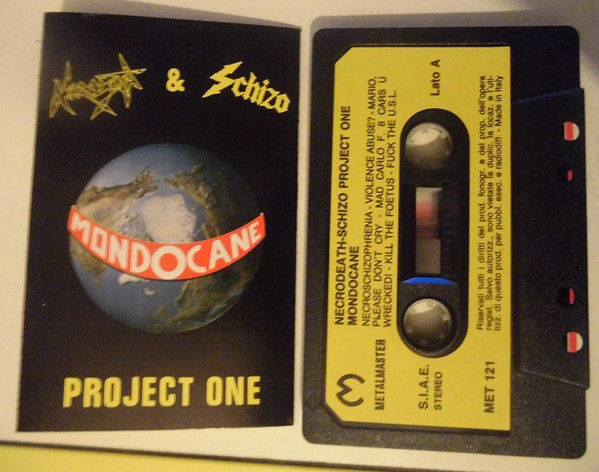 NECRODEATH & Schizo
MONDOCANE
PROJECT ONE
NECRODEATH-SCHIZO PROJECT ONE
MONDOCANE
Lato A
NECROSCHIZOPHRENIA - VIOLENCE ABUSE? - MARIO,
PLEASE DON'T CRY - MAD CARLO F. 8 CARS U
WRECKED! - KILL THE FOETUS - FUCK THE U.S.L.
METALMASTER
S.I.A.E.
STEREO
MET 121
Riservati tutti i diritti del prod. fonogr. e del prop. dell'opera
regist. Salvo autorizz., sono vietate la duplic. la locaz. e l'uti-
lizz. di questo prod. per pubbl. esec. e radiodiff. - Made in Italy